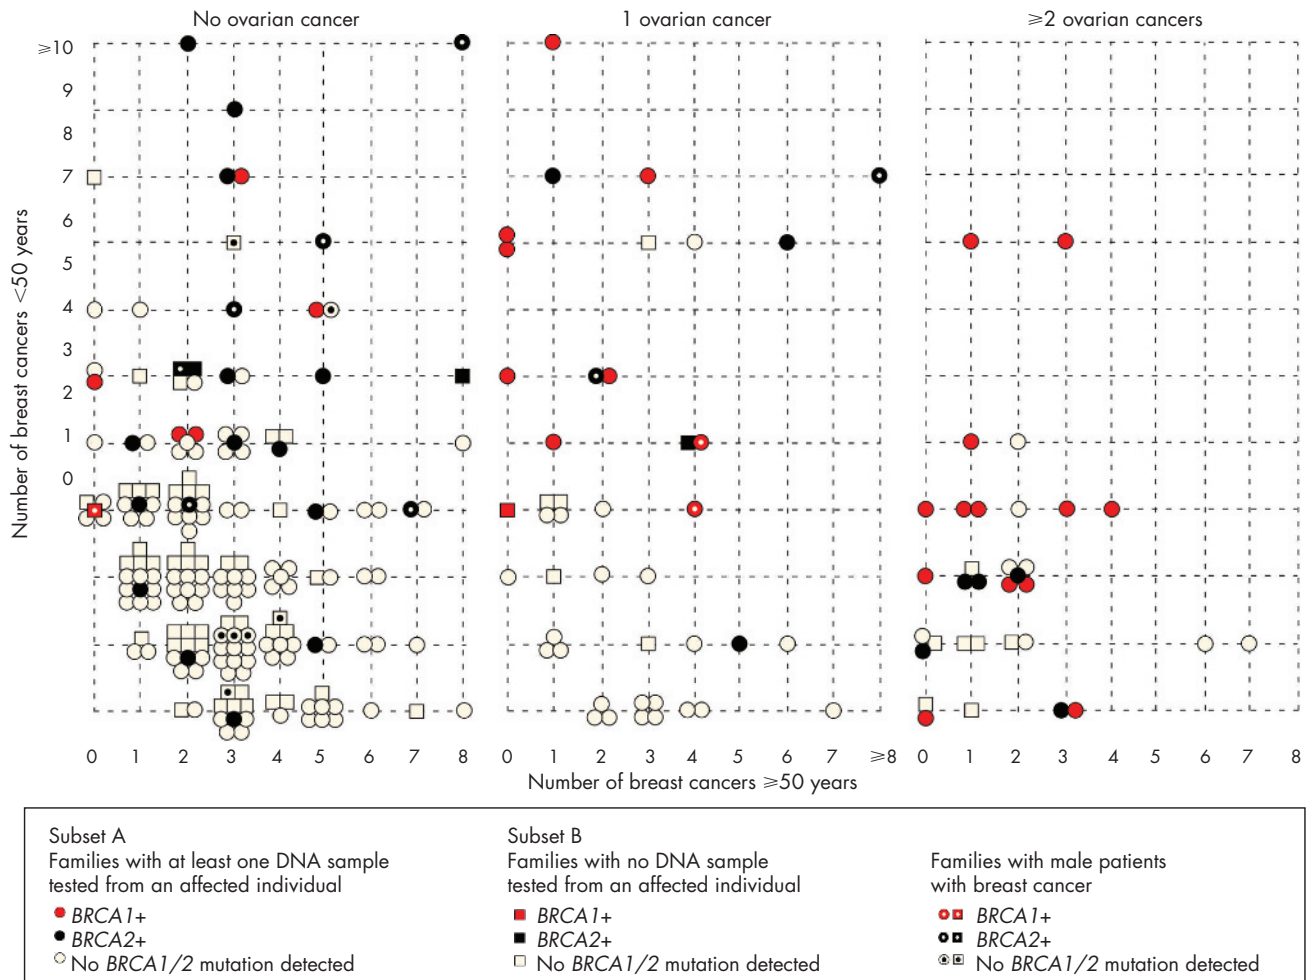 No ovarian cancer
1 ovarian cancer
⩾2 ovarian cancers
Number of breast cancers <50 years
⩾10
9
8
7
6
5
4
3
2
1
0
0 1 2 3 4 5 6 7 8
0 1 2 3 4 5 6 7 ⩾8
0 1 2 3 4 5 6 7 8
Number of breast cancers ⩾50 years
Subset A
Families with at least one DNA sample
tested from an affected individual
BRCA1+
BRCA2+
No BRCA1/2 mutation detected
Subset B
Families with no DNA sample
tested from an affected individual
BRCA1+
BRCA2+
No BRCA1/2 mutation detected
Families with male patients
with breast cancer
BRCA1+
BRCA2+
No BRCA1/2 mutation detected